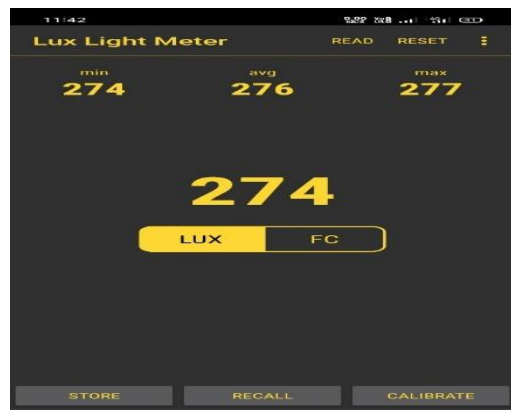 11:42
Lux Light Meter READ RESET
min avg max
274 276 277
274
LUX FC
STORE RECALL CALIBRATE